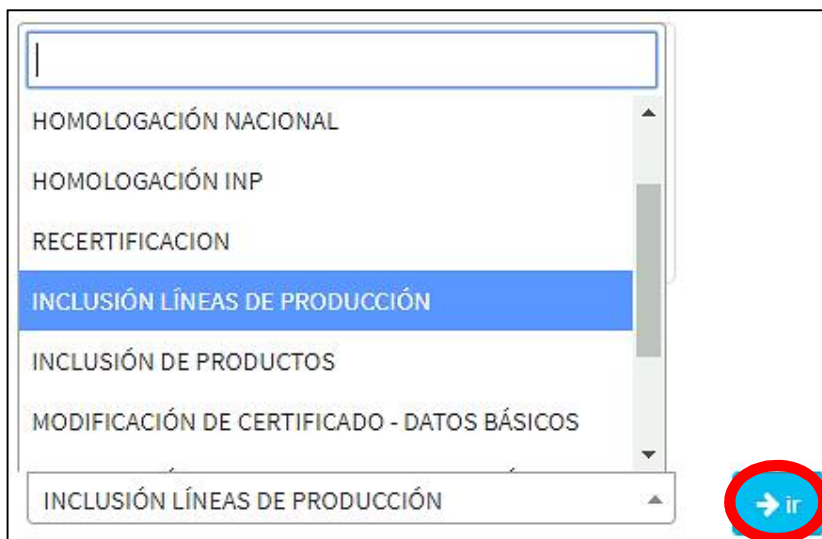 HOMOLOGACIÓN NACIONAL
HOMOLOGACIÓN INP
RECERTIFICACION
INCLUSIÓN LÍNEAS DE PRODUCCIÓN
INCLUSIÓN DE PRODUCTOS
MODIFICACIÓN DE CERTIFICADO - DATOS BÁSICOS
INCLUSIÓN LÍNEAS DE PRODUCCIÓN
ir